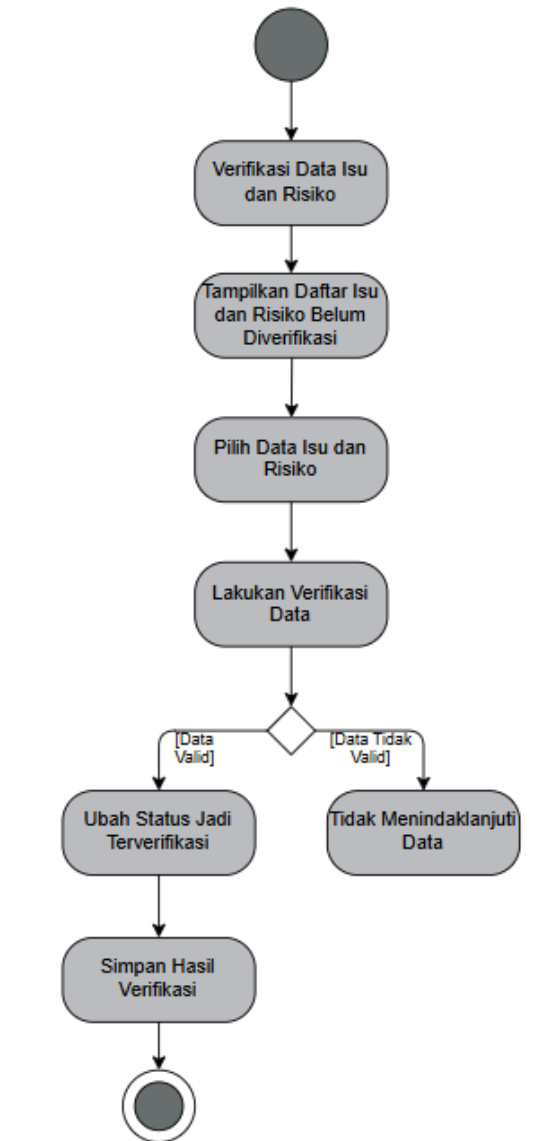 Verifikasi Data Isu
dan Risiko
Tampilkan Daftar Isu
dan Risiko Belum
Diverifikasi
Pilih Data Isu dan
Risiko
Lakukan Verifikasi
Data
[Data
Valid]
[Data Tidak
Valid]
Ubah Status Jadi
Terverifikasi
Tidak Menindaklanjuti
Data
Simpan Hasil
Verifikasi